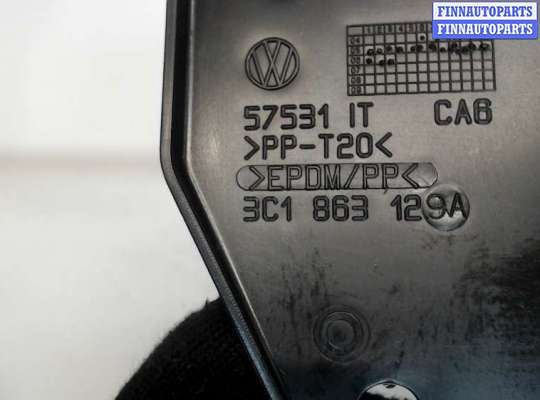 FINNAUTOPARTS
FINNAUTOPARTS
57531 IT CA6
>PP-T20<
>EPDM/PP<
3C1 863 129A